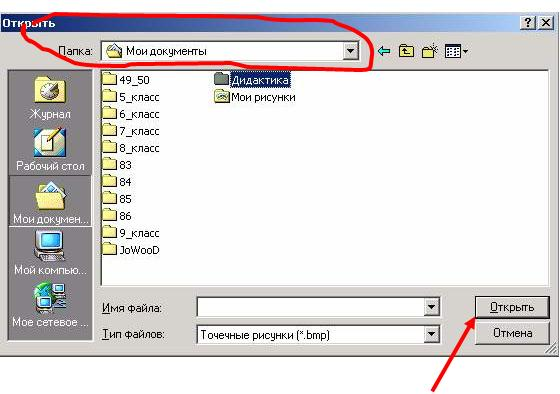 Открыть
Папка: Мои документы
49_50
5_класс
6_класс
7_класс
8_класс
83
84
85
86
9_класс
JoWooD
Дидактика
Мои рисунки
Журнал
Рабочий стол
Мои докумен...
Мой компью...
Мое сетевое ...
Имя файла:
Открыть
Тип файлов: Точечные рисунки (*.bmp)
Отмена